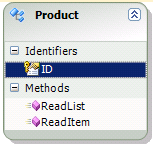 Product
Identifiers
ID
Methods
ReadList
ReadItem